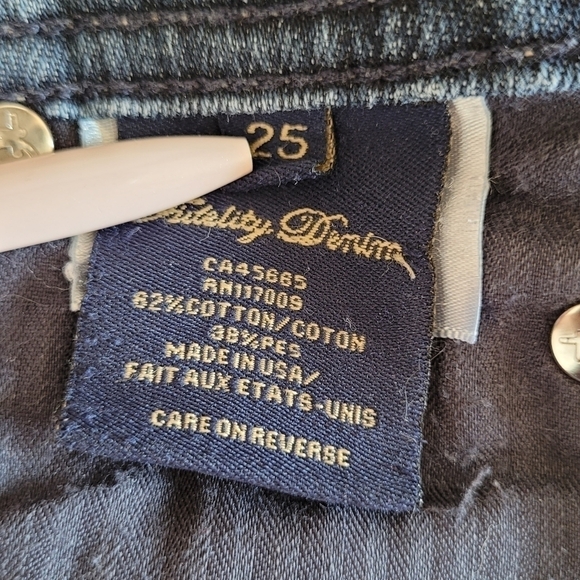 25
Fidelity Denim
CA45665
RN117009
62%COTTON/COTON
38%PES
MADE IN USA/
FAIT AUX ETATS-UNIS
CARE ON REVERSE